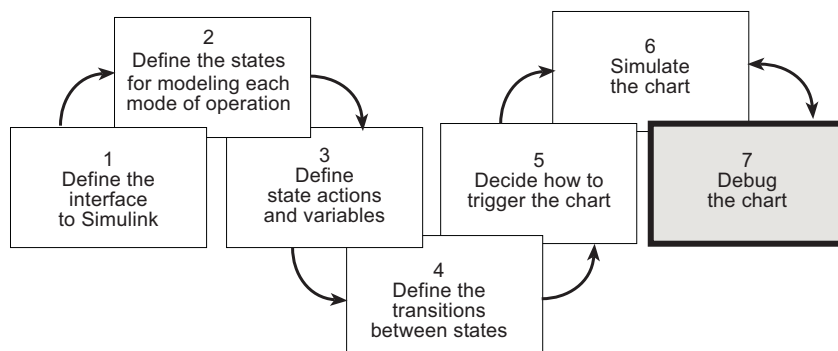 1
Define the
interface
to Simulink
2
Define the states
for modeling each
mode of operation
3
Define
state actions
and variables
4
Define the
transitions
between states
5
Decide how to
trigger the chart
6
Simulate
the chart
7
Debug
the chart